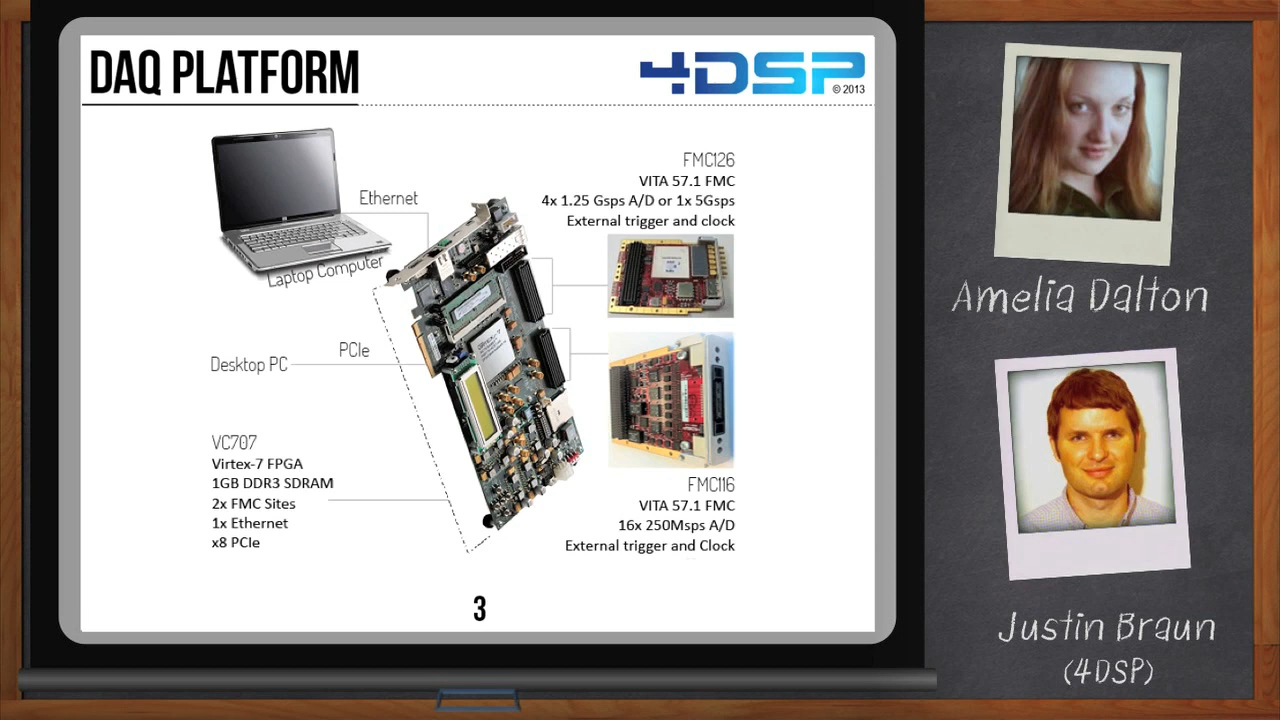 DAQ PLATFORM
4DSP
© 2013
Ethernet
Laptop Computer
PCIe
Desktop PC
VC707
Virtex-7 FPGA
1GB DDR3 SDRAM
2x FMC Sites
1x Ethernet
x8 PCIe
FMC126
VITA 57.1 FMC
4x 1.25 Gsps A/D or 1x 5Gsps
External trigger and clock
FMC116
VITA 57.1 FMC
16x 250Msps A/D
External trigger and Clock
3
Amelia Dalton
Justin Braun
(4DSP)